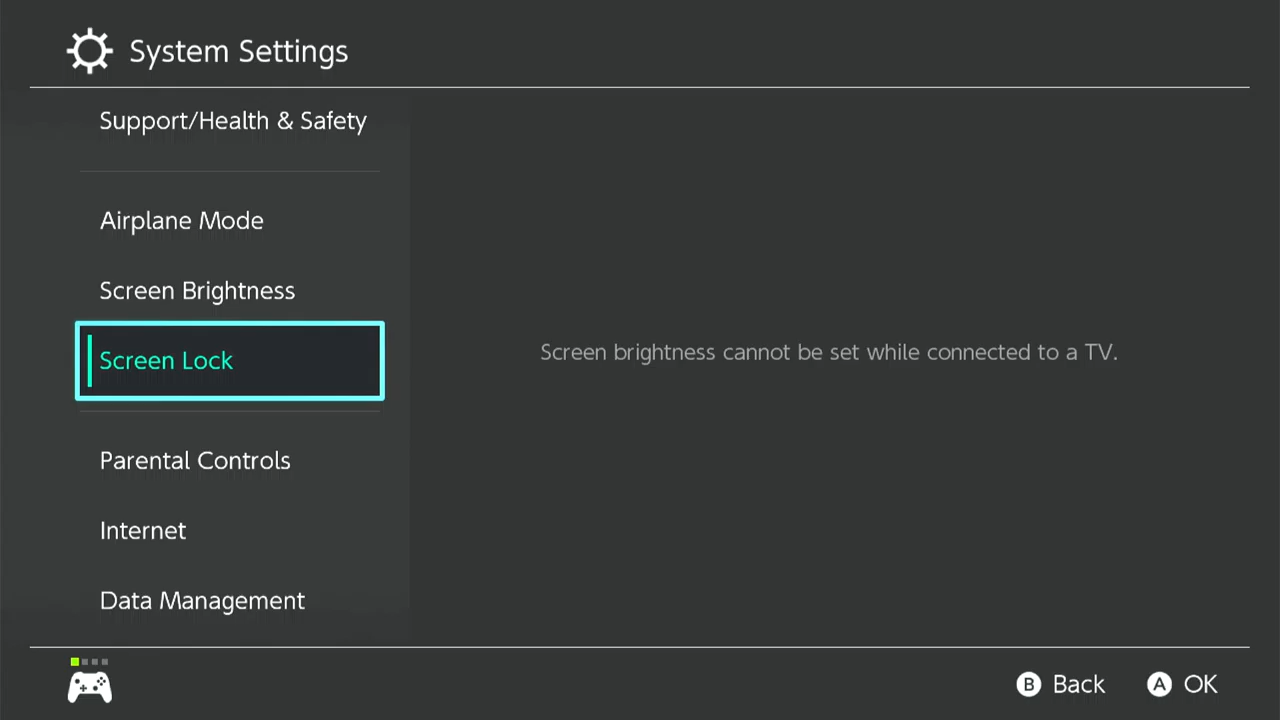 System Settings
Support/Health & Safety
Airplane Mode
Screen Brightness
Screen Lock
Parental Controls
Internet
Data Management
Screen brightness cannot be set while connected to a TV.
B Back
A OK